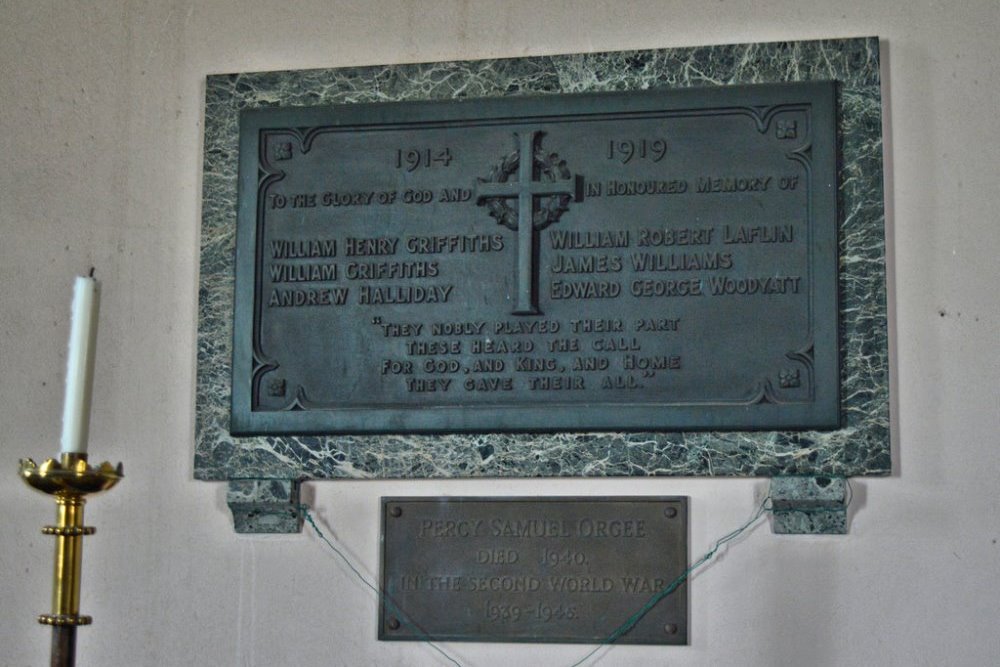 1914 1919
TO THE GLORY OF GOD AND IN HONOURED MEMORY OF
WILLIAM HENRY GRIFFITHS
WILLIAM GRIFFITHS
ANDREW HALLIDAY
WILLIAM ROBERT LAFLIN
JAMES WILLIAMS
EDWARD GEORGE WOODYATT
"THEY NOBLY PLAYED THEIR PART
THESE HEARD THE CALL
FOR GOD, AND KING, AND HOME
THEY GAVE THEIR ALL."
PERCY SAMUEL ORGEE
DIED 1940.
IN THE SECOND WORLD WAR
1939-1945.